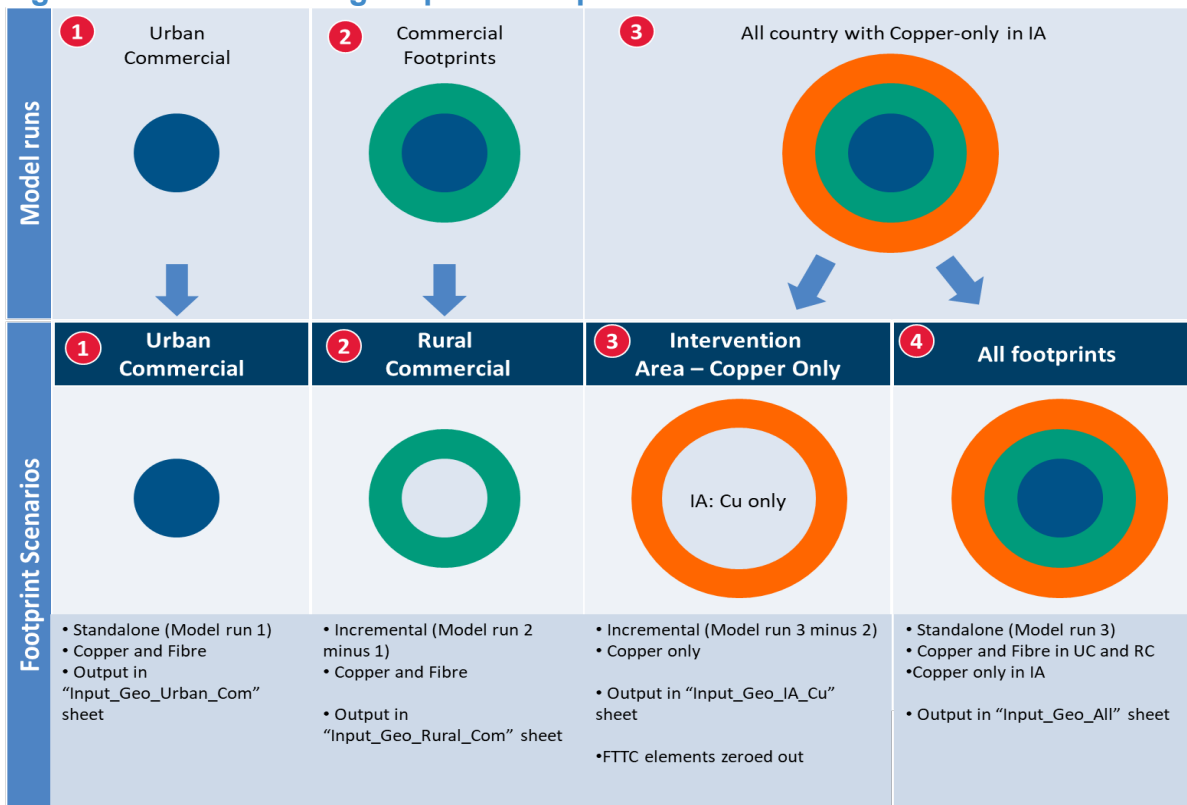 1
Urban
Commercial
2
Commercial
Footprints
3
All country with Copper-only in IA
Model runs
1
Urban
Commercial
2
Rural
Commercial
3
Intervention
Area – Copper Only
4
All footprints
Footprint Scenarios
IA: Cu only
• Standalone (Model run 1)
• Copper and Fibre
• Output in
“Input_Geo_Urban_Com”
sheet
• Incremental (Model run 2
minus 1)
• Copper and Fibre
• Output in
“Input_Geo_Rural_Com” sheet
• Incremental (Model run 3 minus 2)
• Copper only
• Output in “Input_Geo_IA_Cu”
sheet
•FTTC elements zeroed out
• Standalone (Model run 3)
• Copper and Fibre in UC and RC
•Copper only in IA
• Output in “Input_Geo_All” sheet